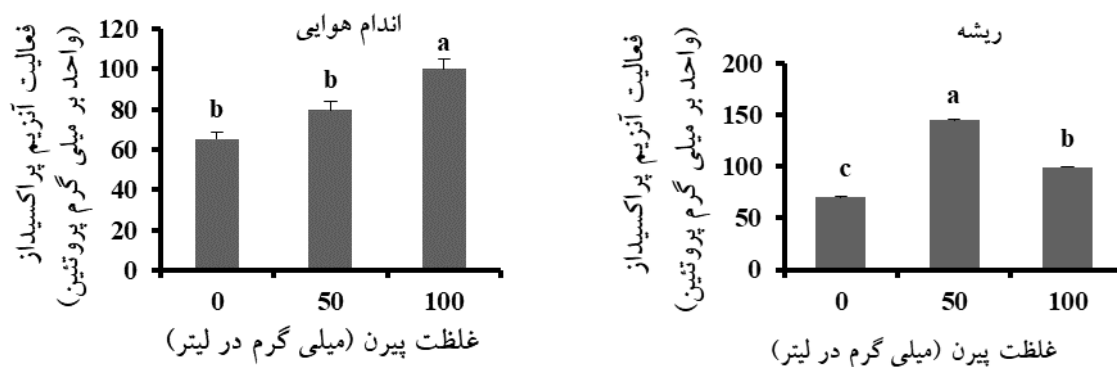 اندام هوایی
فعالیت آنزیم پراکسیداز
(واحد بر میلی گرم پروتئین)
120
100
80
60
40
20
0
b
b
a
0 50 100
غلظت پیرن (میلی گرم در لیتر)
ریشه
فعالیت آنزیم پراکسیداز
(واحد بر میلی گرم پروتئین)
200
150
100
50
0
c
a
b
0 50 100
غلظت پیرن (میلی گرم در لیتر)